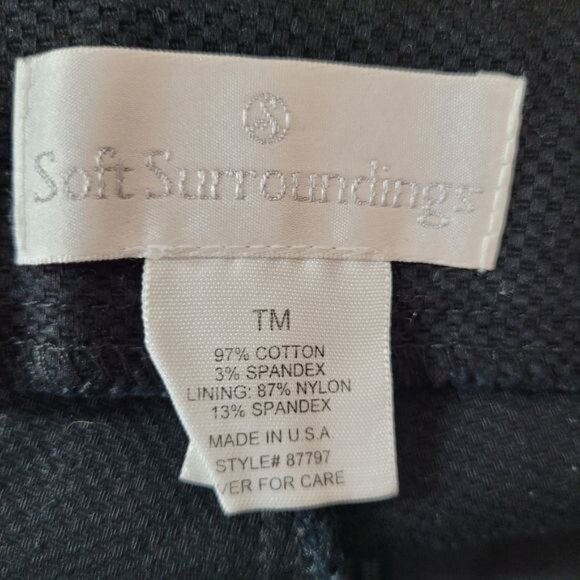 S
Soft Surroundings
TM
97% COTTON
3% SPANDEX
LINING: 87% NYLON
13% SPANDEX
MADE IN U.S.A
STYLE# 87797
VER FOR CARE